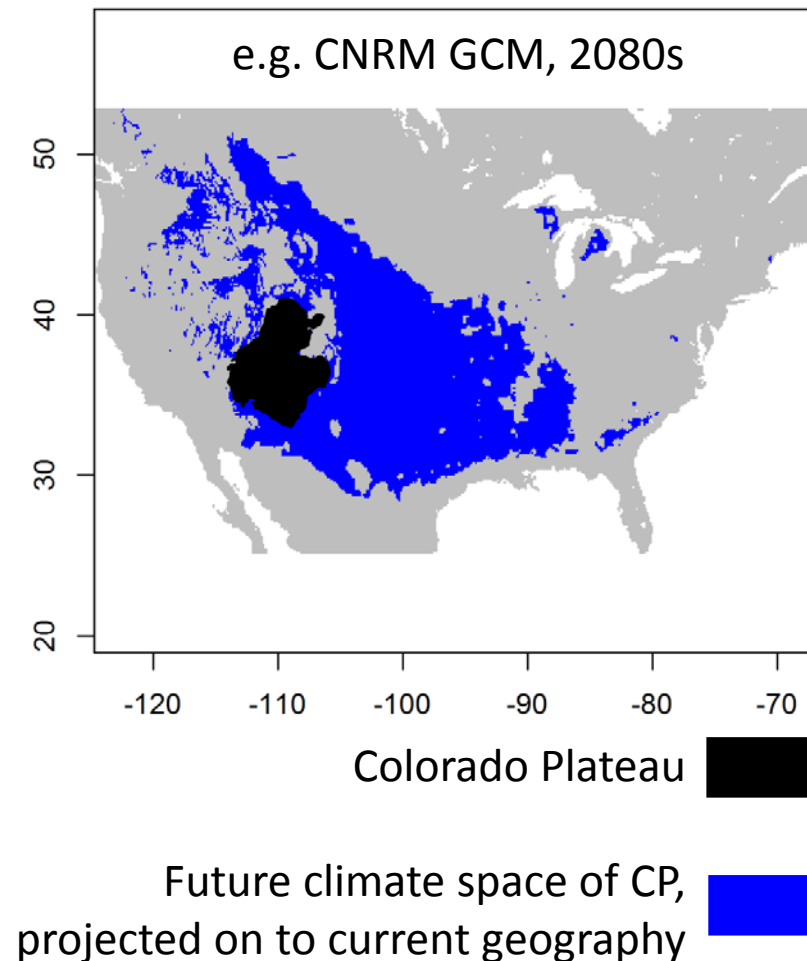 e.g. CNRM GCM, 2080s
50
40
30
20
-120 -110 -100 -90 -80 -70
Colorado Plateau
Future climate space of CP,
projected on to current geography